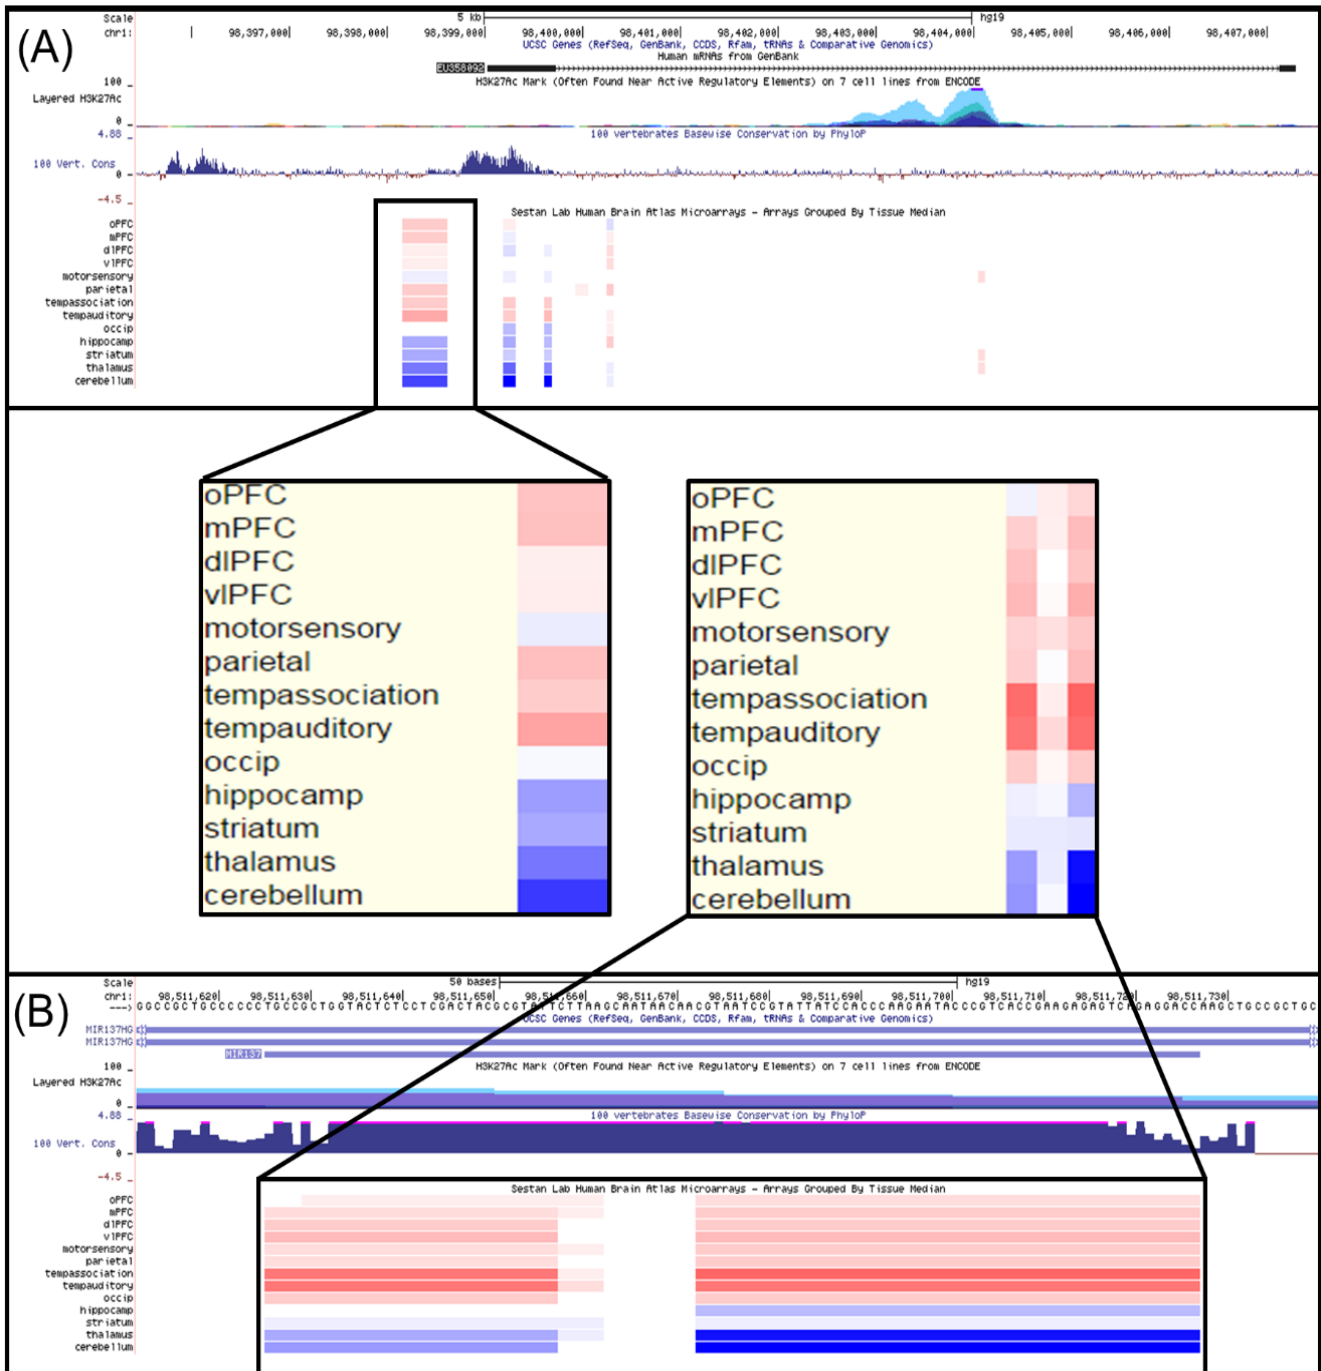 (A)
Scale 5 kb hg19
chr1: 98,397,000 98,398,000 98,399,000 98,400,000 98,401,000 98,402,000 98,403,000 98,404,000 98,405,000 98,406,000 98,407,000
UCSC Genes (RefSeq, GenBank, CCDS, Rfam, tRNAs & Comparative Genomics)
Human mRNAs from GenBank
EU358092
H3K27Ac Mark (Often Found Near Active Regulatory Elements) on 7 cell lines from ENCODE
100
Layered H3K27Ac
0
4.88 100 vertebrates Basewise Conservation by PhyloP
100 Vert. Cons
0
-4.5
Sestan Lab Human Brain Atlas Microarrays - Arrays Grouped By Tissue Median
oPFC
mPFC
dlPFC
vlPFC
motorsensory
parietal
tempassociation
tempauditory
occip
hippocamp
striatum
thalamus
cerebellum
oPFC
mPFC
dlPFC
vlPFC
motorsensory
parietal
tempassociation
tempauditory
occip
hippocamp
striatum
thalamus
cerebellum
oPFC
mPFC
dlPFC
vlPFC
motorsensory
parietal
tempassociation
tempauditory
occip
hippocamp
striatum
thalamus
cerebellum
(B)
Scale 50 bases hg19
chr1: 98,511,620 98,511,630 98,511,640 98,511,650 98,511,660 98,511,670 98,511,680 98,511,690 98,511,700 98,511,710 98,511,720 98,511,730
--->
UCSC Genes (RefSeq, GenBank, CCDS, Rfam, tRNAs & Comparative Genomics)
MIR137HG
MIR137HG
MIR137
100 H3K27Ac Mark (Often Found Near Active Regulatory Elements) on 7 cell lines from ENCODE
Layered H3K27Ac
0
4.88 100 vertebrates Basewise Conservation by PhyloP
100 Vert. Cons
0
-4.5
Sestan Lab Human Brain Atlas Microarrays - Arrays Grouped By Tissue Median
oPFC
mPFC
dlPFC
vlPFC
motorsensory
parietal
tempassociation
tempauditory
occip
hippocamp
striatum
thalamus
cerebellum